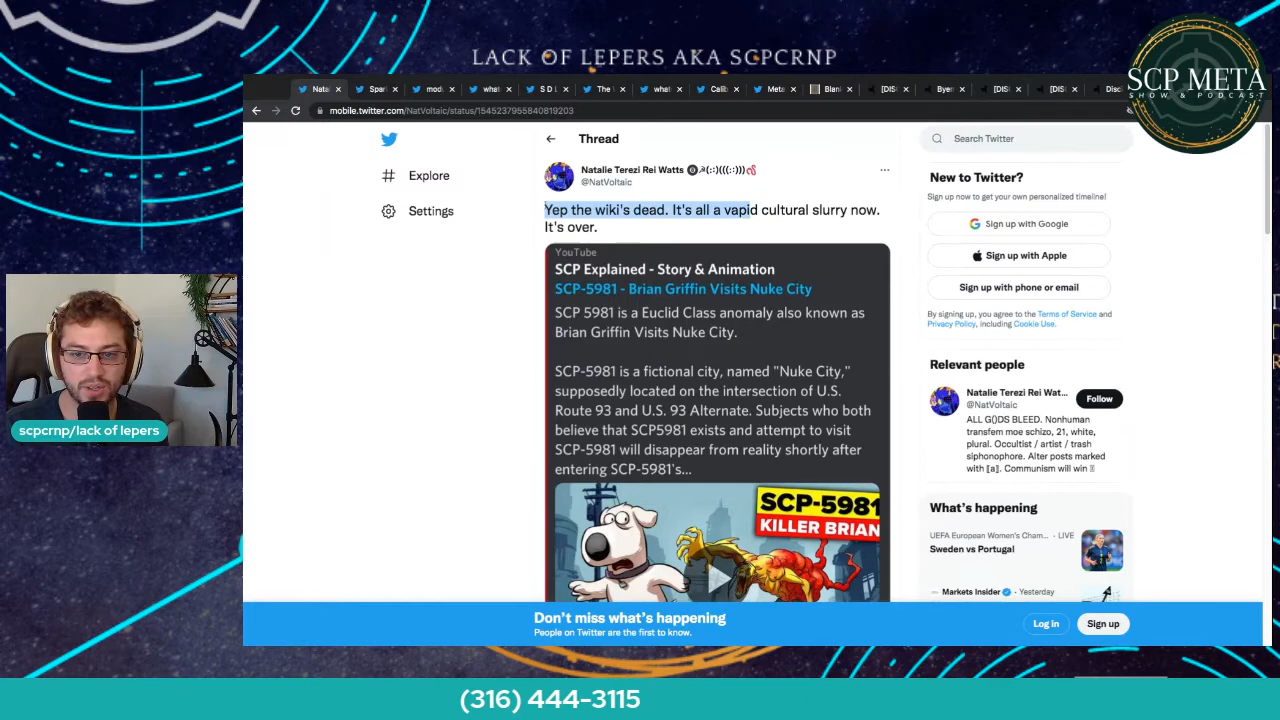 LACK OF LEPERS AKA SCPCRNP
SCP META
SHOW & PODCAST
mobile.twitter.com/NatVoltaic/status/1545237955840819203
Thread
Search Twitter
Explore
Settings
Natalie Terezi Rei Watts
@NatVoltaic
Yep the wiki's dead. It's all a vapid cultural slurry now.
It's over.
YouTube
SCP Explained - Story & Animation
SCP-5981 - Brian Griffin Visits Nuke City
SCP 5981 is a Euclid Class anomaly also known as
Brian Griffin Visits Nuke City.
SCP-5981 is a fictional city, named "Nuke City,"
supposedly located on the intersection of U.S.
Route 93 and U.S. 93 Alternate. Subjects who both
believe that SCP5981 exists and attempt to visit
SCP-5981 will disappear from reality shortly after
entering SCP-5981's...
SCP-5981
KILLER BRIAN
New to Twitter?
Sign up now to get your own personalized timeline!
Sign up with Google
Sign up with Apple
Sign up with phone or email
By signing up, you agree to the Terms of Service and
Privacy Policy, including Cookie Use.
Relevant people
Natalie Terezi Rei Wat...
Follow
@NatVoltaic
ALL G()DS BLEED. Nonhuman
transfem moe schizo, 21, white,
plural. Occultist / artist / trash
siphonophore. Alter posts marked
with [a]. Communism will win
What's happening
UEFA European Women's Cham... · LIVE
Sweden vs Portugal
Markets Insider · Yesterday
Don't miss what's happening
People on Twitter are the first to know.
Log in
Sign up
scpcrnp/lack of lepers
(316) 444-3115